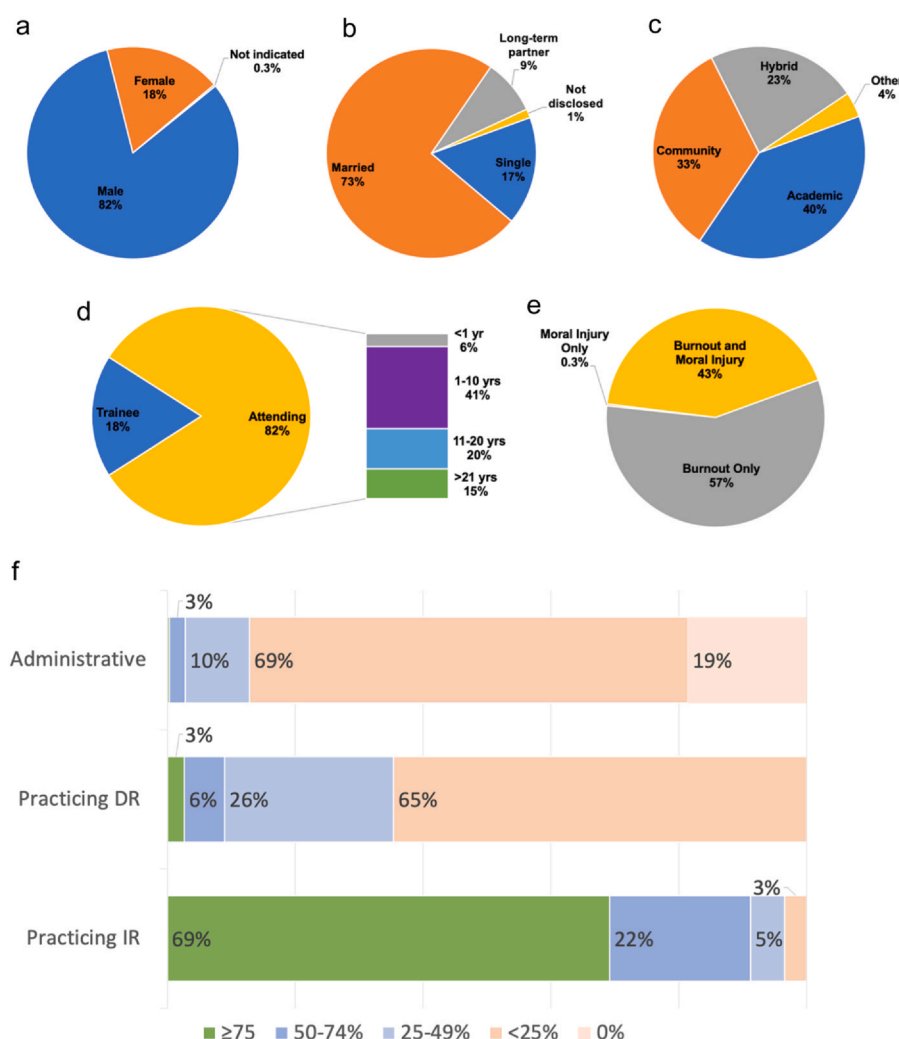 a
Not indicated
0.3%
Female
18%
Male
82%
b
Long-term
partner
9%
Not
disclosed
1%
Married
73%
Single
17%
c
Hybrid
23%
Other
4%
Community
33%
Academic
40%
d
Trainee
18%
Attending
82%
<1 yr
6%
1-10 yrs
41%
11-20 yrs
20%
>21 yrs
15%
e
Moral Injury
Only
0.3%
Burnout and
Moral Injury
43%
Burnout Only
57%
f
3%
Administrative
10%
69%
19%
3%
Practicing DR
6%
26%
65%
3%
Practicing IR
69%
22%
5%
≥75
50-74%
25-49%
<25%
0%